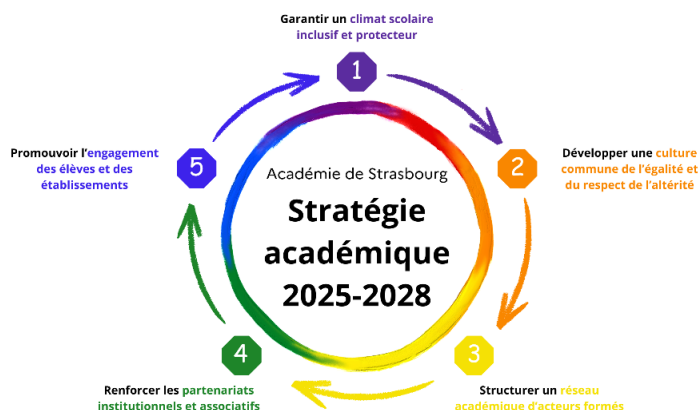 Garantir un climat scolaire
inclusif et protecteur
1
2
Développer une culture
commune de l'égalité et
du respect de l'altérité
3
Structurer un réseau
académique d'acteurs formés
4
Renforcer les partenariats
institutionnels et associatifs
5
Promouvoir l'engagement
des élèves et des
établissements
Académie de Strasbourg
Stratégie
académique
2025-2028